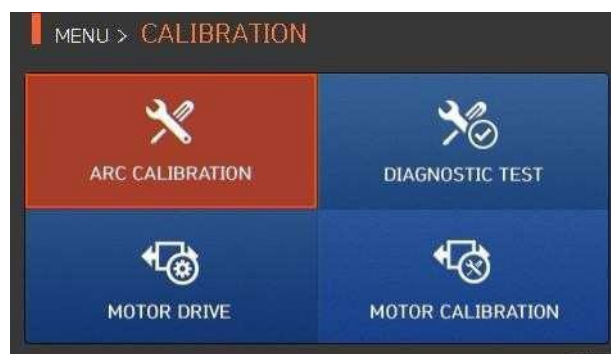 MENU > CALIBRATION
ARC CALIBRATION
DIAGNOSTIC TEST
MOTOR DRIVE
MOTOR CALIBRATION